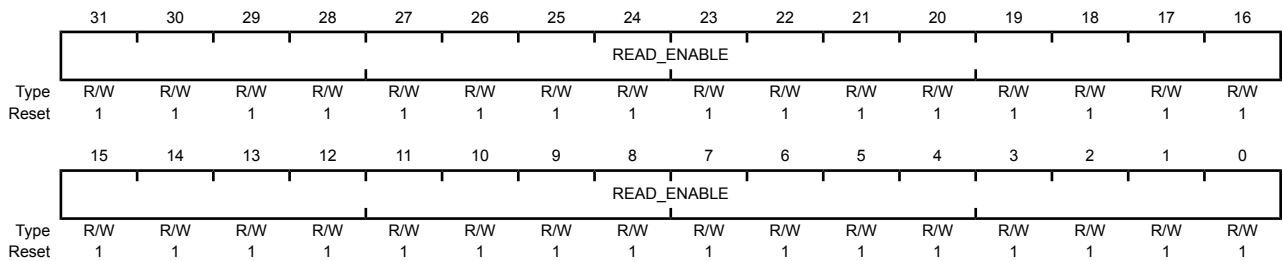 31 30 29 28 27 26 25 24 23 22 21 20 19 18 17 16
READ_ENABLE
Type R/W R/W R/W R/W R/W R/W R/W R/W R/W R/W R/W R/W R/W R/W R/W R/W
Reset 1 1 1 1 1 1 1 1 1 1 1 1 1 1 1 1
15 14 13 12 11 10 9 8 7 6 5 4 3 2 1 0
READ_ENABLE
Type R/W R/W R/W R/W R/W R/W R/W R/W R/W R/W R/W R/W R/W R/W R/W R/W
Reset 1 1 1 1 1 1 1 1 1 1 1 1 1 1 1 1